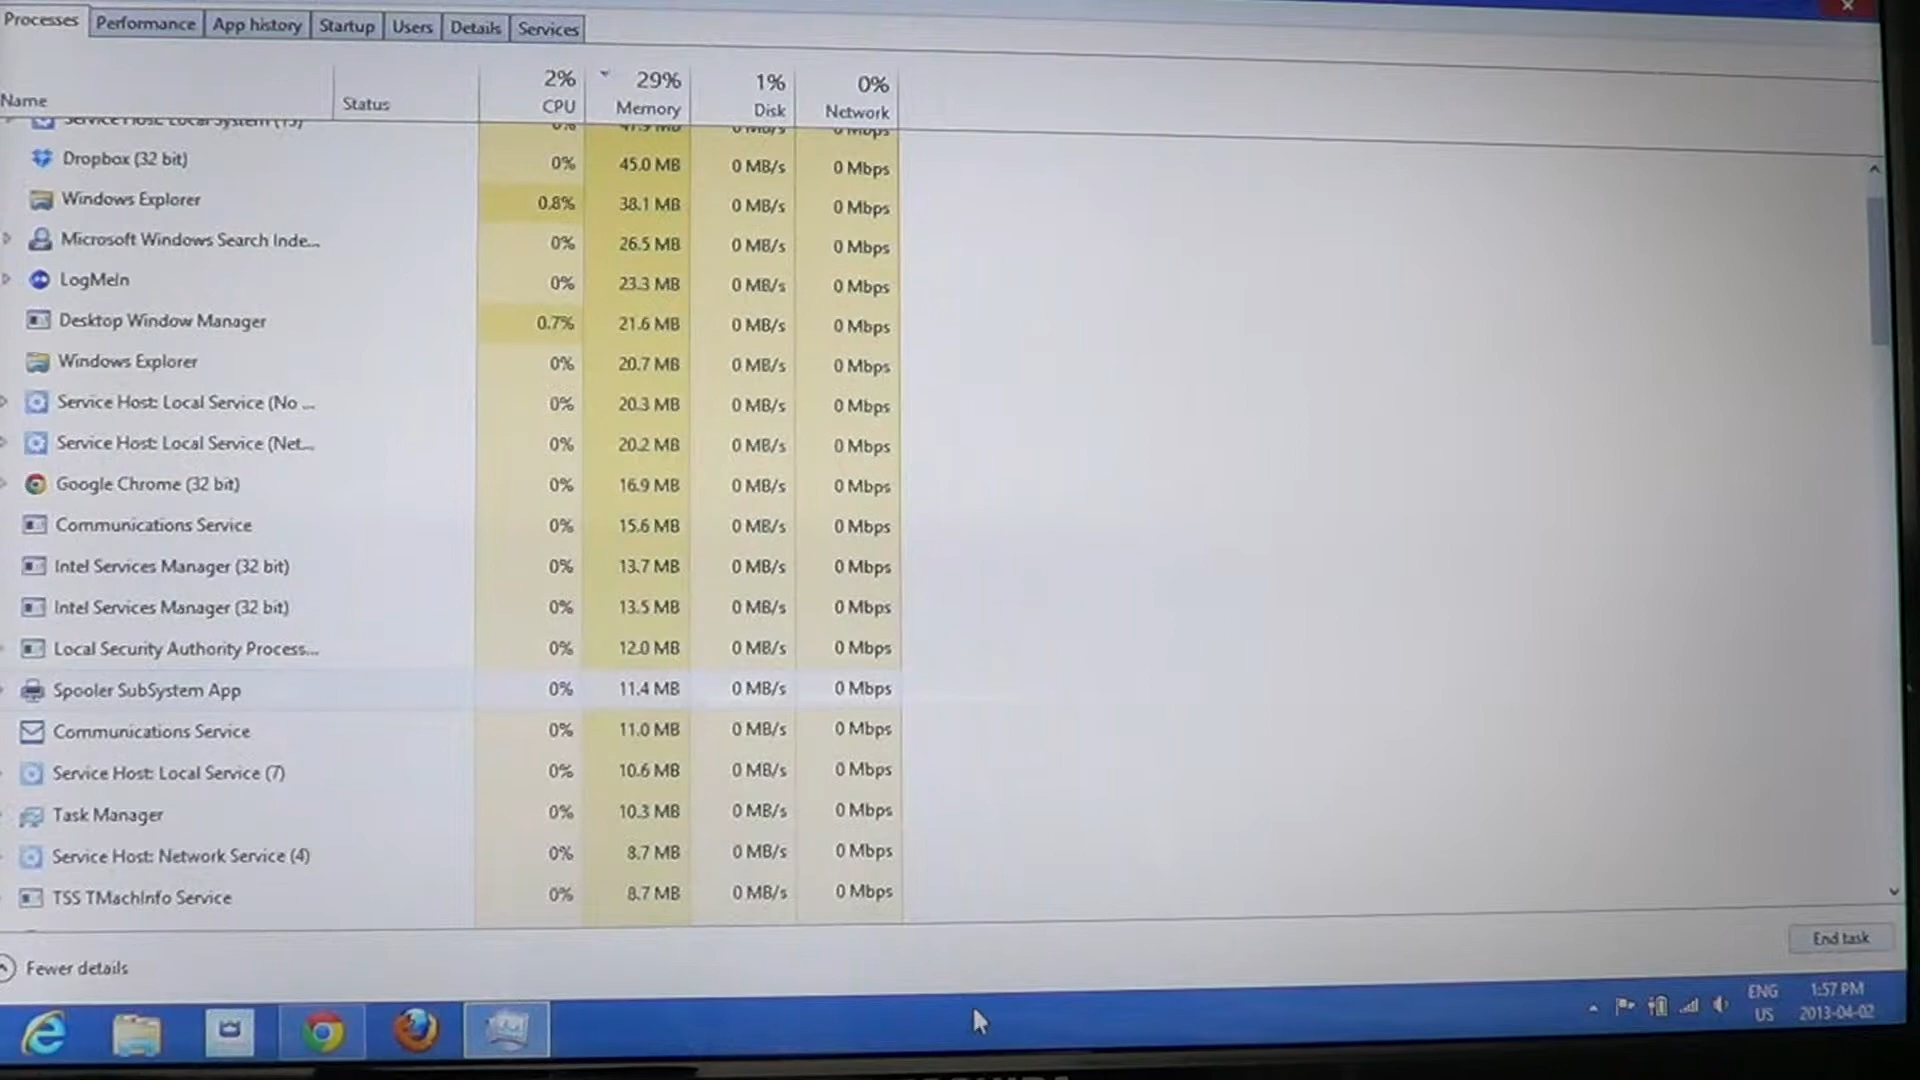 Processes Performance App history Startup Users Details Services
2% 29% 1% 0%
Name Status CPU Memory Disk Network
Service Host: Local System (13) 0% 47.9 MB 0 MB/s 0 Mbps
Dropbox (32 bit) 0% 45.0 MB 0 MB/s 0 Mbps
Windows Explorer 0.8% 38.1 MB 0 MB/s 0 Mbps
Microsoft Windows Search Inde... 0% 26.5 MB 0 MB/s 0 Mbps
LogMeIn 0% 23.3 MB 0 MB/s 0 Mbps
Desktop Window Manager 0.7% 21.6 MB 0 MB/s 0 Mbps
Windows Explorer 0% 20.7 MB 0 MB/s 0 Mbps
Service Host: Local Service (No ... 0% 20.3 MB 0 MB/s 0 Mbps
Service Host: Local Service (Net... 0% 20.2 MB 0 MB/s 0 Mbps
Google Chrome (32 bit) 0% 16.9 MB 0 MB/s 0 Mbps
Communications Service 0% 15.6 MB 0 MB/s 0 Mbps
Intel Services Manager (32 bit) 0% 13.7 MB 0 MB/s 0 Mbps
Intel Services Manager (32 bit) 0% 13.5 MB 0 MB/s 0 Mbps
Local Security Authority Process... 0% 12.0 MB 0 MB/s 0 Mbps
Spooler SubSystem App 0% 11.4 MB 0 MB/s 0 Mbps
Communications Service 0% 11.0 MB 0 MB/s 0 Mbps
Service Host: Local Service (7) 0% 10.6 MB 0 MB/s 0 Mbps
Task Manager 0% 10.3 MB 0 MB/s 0 Mbps
Service Host: Network Service (4) 0% 8.7 MB 0 MB/s 0 Mbps
TSS TMachInfo Service 0% 8.7 MB 0 MB/s 0 Mbps
End task
Fewer details
ENG 1:57 PM
US 2013-04-02